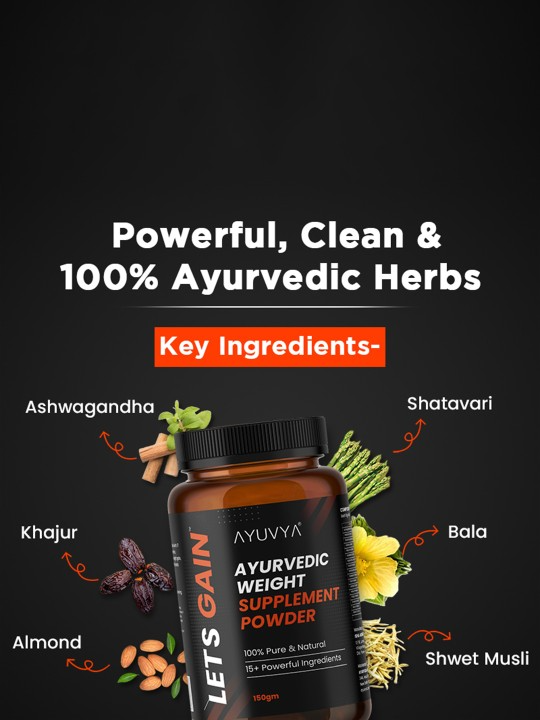 Powerful, Clean &
100% Ayurvedic Herbs
Key Ingredients-
Ashwagandha
Shatavari
Khajur
Bala
Almond
Shwet Musli
LETS GAIN
AYUVYA
AYURVEDIC
WEIGHT
SUPPLEMENT
POWDER
100% Pure & Natural
15+ Powerful Ingredients
150gm